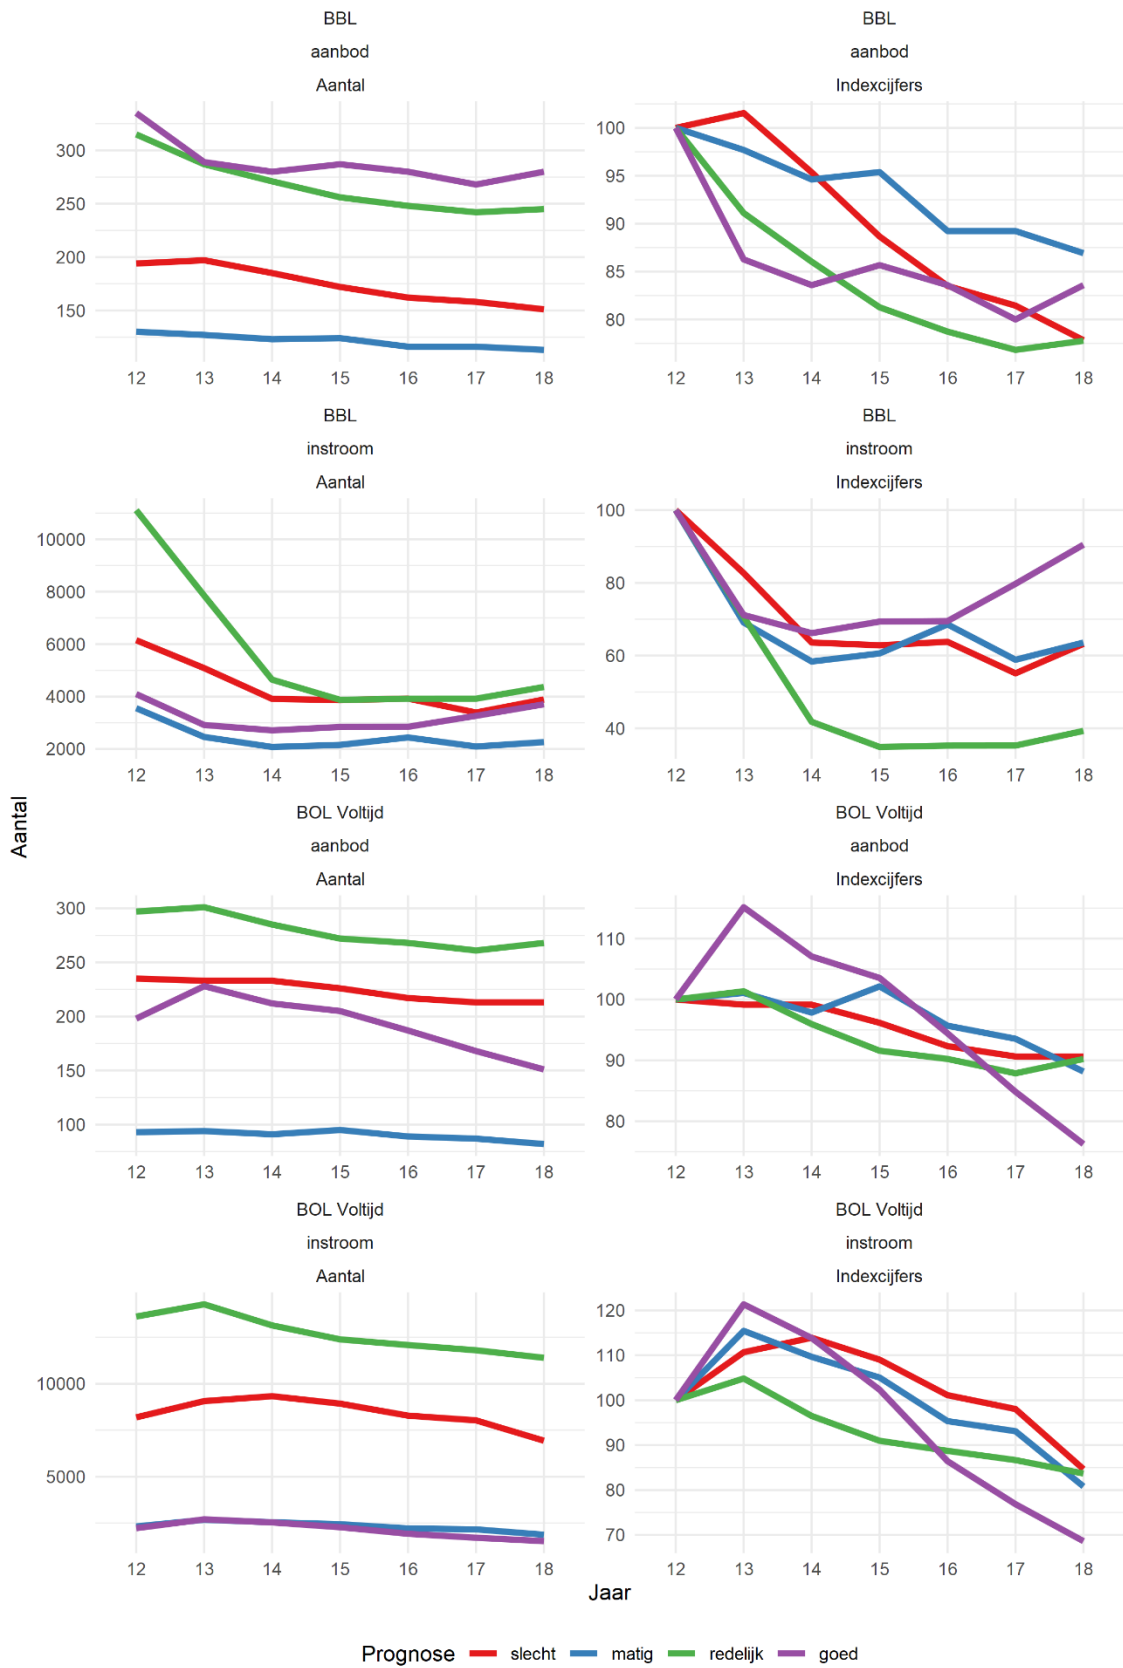 BBL
aanbod
Aantal
300
250
200
150
12 13 14 15 16 17 18
BBL
aanbod
Indexcijfers
100
95
90
85
80
12 13 14 15 16 17 18
BBL
instroom
Aantal
10000
8000
6000
4000
2000
12 13 14 15 16 17 18
BBL
instroom
Indexcijfers
100
80
60
40
12 13 14 15 16 17 18
Aantal
BOL Voltijd
aanbod
Aantal
300
250
200
150
100
12 13 14 15 16 17 18
BOL Voltijd
aanbod
Indexcijfers
110
100
90
80
12 13 14 15 16 17 18
BOL Voltijd
instroom
Aantal
10000
5000
12 13 14 15 16 17 18
BOL Voltijd
instroom
Indexcijfers
120
110
100
90
80
70
12 13 14 15 16 17 18
Jaar
Prognose slecht matig redelijk goed